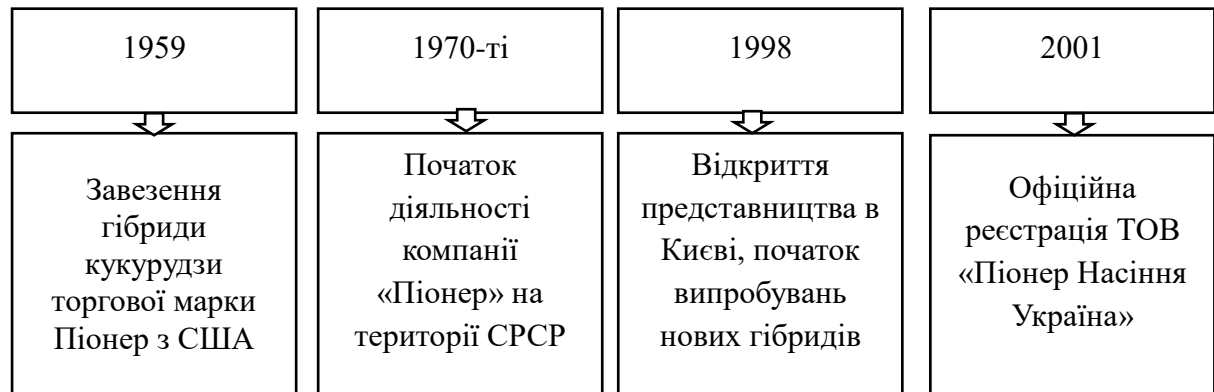 1959
1970-ті
1998
2001
Завезення
гібриди
кукурудзи
торгової марки
Піонер з США
Початок
діяльності
компанії
«Піонер» на
території СРСР
Відкриття
представництва в
Києві, початок
випробувань
нових гібридів
Офіційна
реєстрація ТОВ
«Піонер Насіння
Україна»